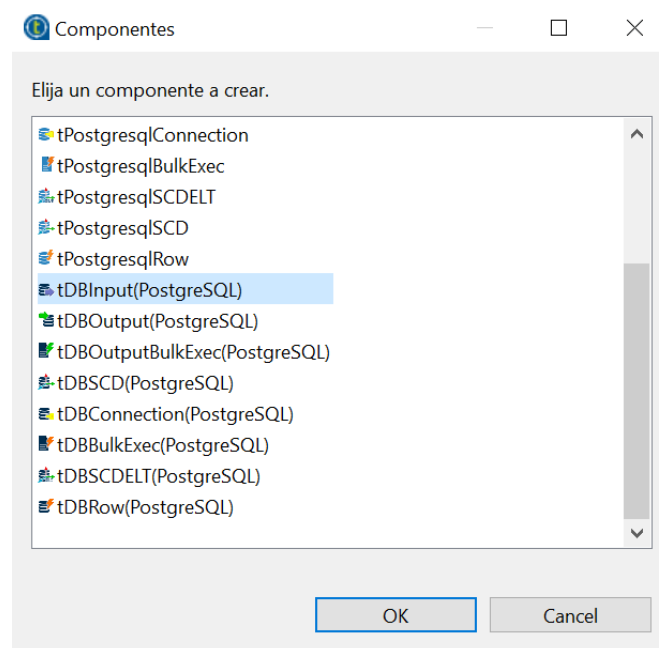 Componentes
Elija un componente a crear.
tPostgresqlConnection
tPostgresqlBulkExec
tPostgresqlSCDELT
tPostgresqlSCD
tPostgresqlRow
tDBInput(PostgreSQL)
tDBOutput(PostgreSQL)
tDBOutputBulkExec(PostgreSQL)
tDBSCD(PostgreSQL)
tDBConnection(PostgreSQL)
tDBBulkExec(PostgreSQL)
tDBSCDELT(PostgreSQL)
tDBRow(PostgreSQL)
OK Cancel